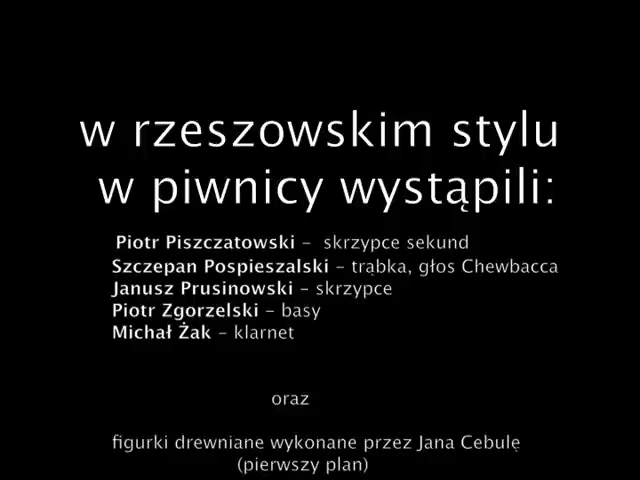 w rzeszowskim stylu
w piwnicy wystąpili:
Piotr Piszczatowski – skrzypce sekund
Szczepan Pospieszalski – trąbka, głos Chewbacca
Janusz Prusinowski – skrzypce
Piotr Zgorzelski – basy
Michał Żak – klarnet
oraz
figurki drewniane wykonane przez Jana Cebulę
(pierwszy plan)